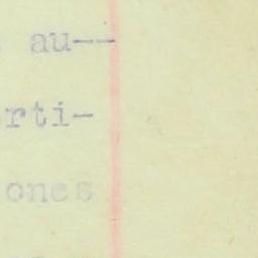 au--
rti-
ones